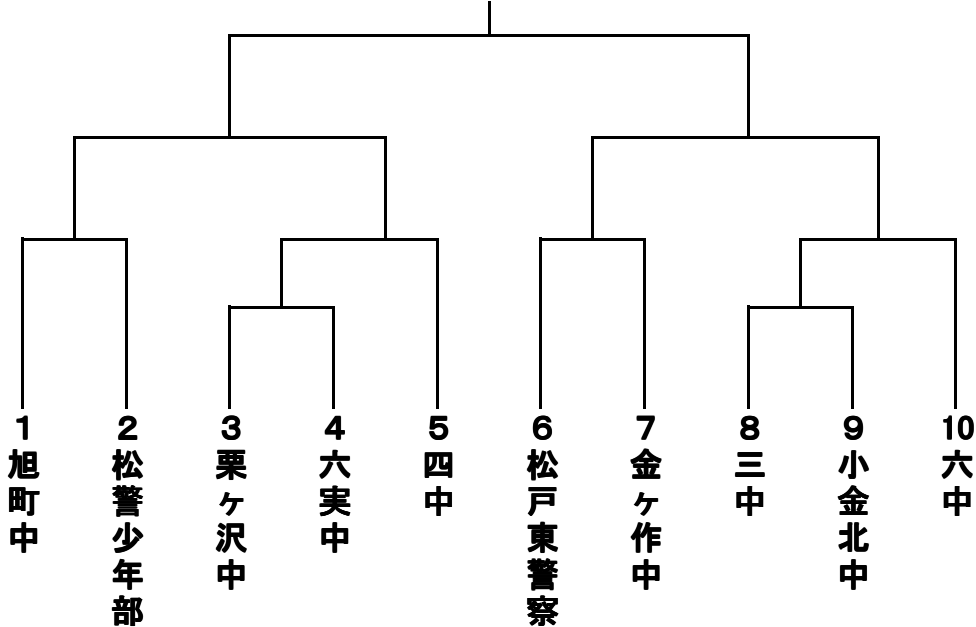 1 旭町中
2 松警少年部
3 栗ヶ沢中
4 六実中
5 四中
6 松戸東警察
7 金ヶ作中
8 三中
9 小金北中
10 六中